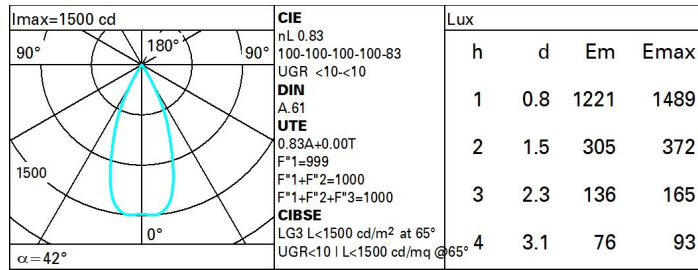 Imax=1500 cd
90° 180° 90°
1500
0°
α=42°
CIE
nL 0.83
100-100-100-100-83
UGR <10-<10
DIN
A.61
UTE
0.83A+0.00T
F"1=999
F"1+F"2=1000
F"1+F"2+F"3=1000
CIBSE
LG3 L<1500 cd/m² at 65°
UGR<10 | L<1500 cd/mq @65°
Lux
h d Em Emax
1 0.8 1221 1489
2 1.5 305 372
3 2.3 136 165
4 3.1 76 93